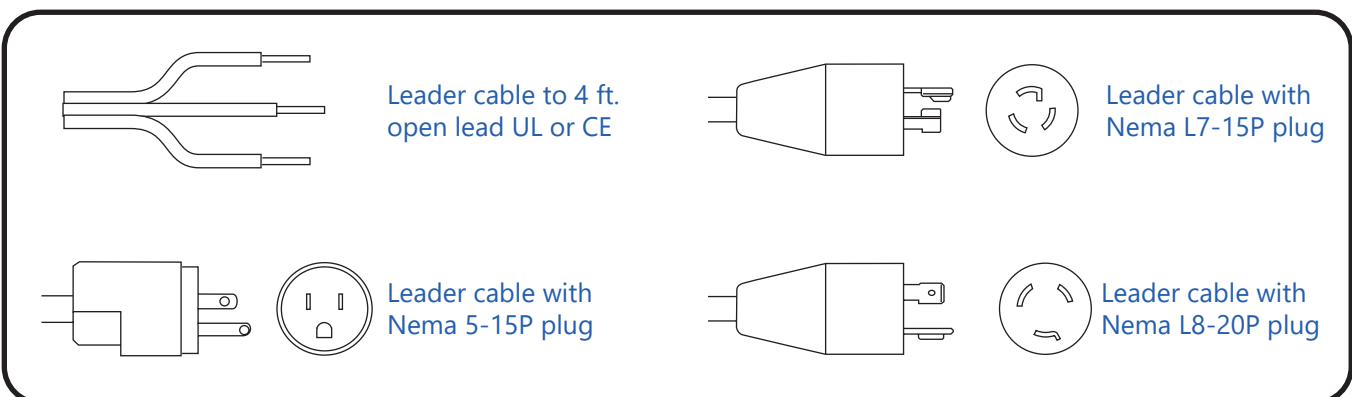 Leader cable to 4 ft.
open lead UL or CE
Leader cable with
Nema L7-15P plug
Leader cable with
Nema 5-15P plug
Leader cable with
Nema L8-20P plug